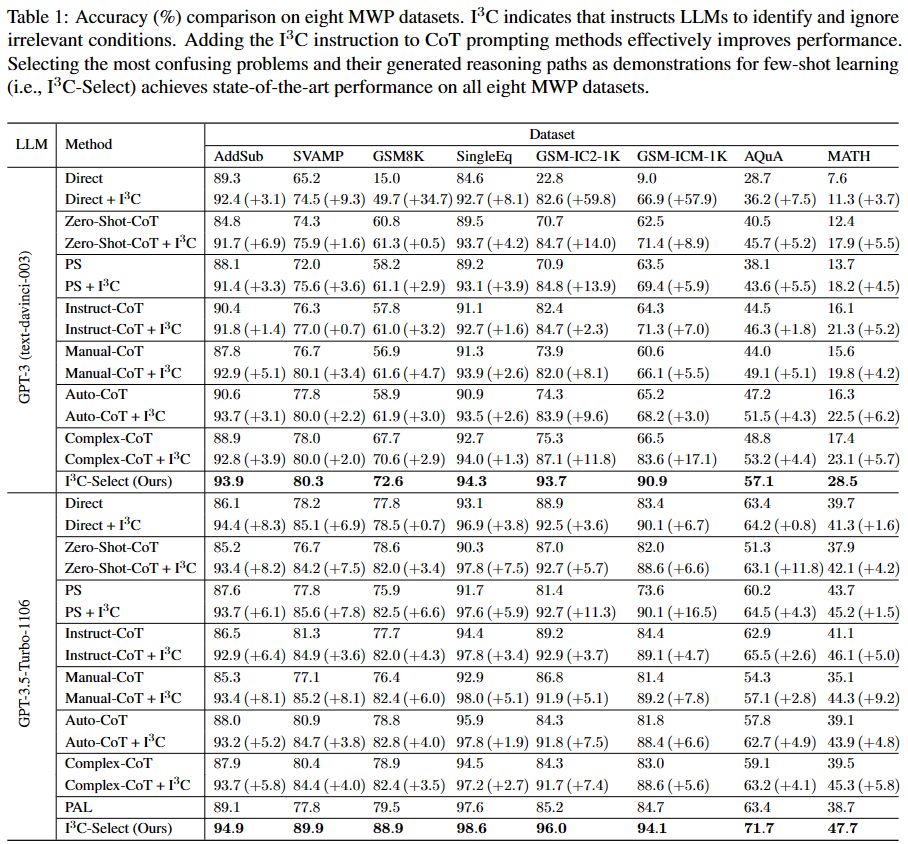 Table 1: Accuracy (%) comparison on eight MWP datasets. I³C indicates that instructs LLMs to identify and ignore
irrelevant conditions. Adding the I³C instruction to CoT prompting methods effectively improves performance.
Selecting the most confusing problems and their generated reasoning paths as demonstrations for few-shot learning
(i.e., I³C-Select) achieves state-of-the-art performance on all eight MWP datasets.
LLM Method Dataset
AddSub SVAMP GSM8K SingleEq GSM-IC2-1K GSM-ICM-1K AQuA MATH
GPT-3 (text-davinci-003)
Direct 89.3 65.2 15.0 84.6 22.8 9.0 28.7 7.6
Direct + I³C 92.4 (+3.1) 74.5 (+9.3) 49.7 (+34.7) 92.7 (+8.1) 82.6 (+59.8) 66.9 (+57.9) 36.2 (+7.5) 11.3 (+3.7)
Zero-Shot-CoT 84.8 74.3 60.8 89.5 70.7 62.5 40.5 12.4
Zero-Shot-CoT + I³C 91.7 (+6.9) 75.9 (+1.6) 61.3 (+0.5) 93.7 (+4.2) 84.7 (+14.0) 71.4 (+8.9) 45.7 (+5.2) 17.9 (+5.5)
PS 88.1 72.0 58.2 89.2 70.9 63.5 38.1 13.7
PS + I³C 91.4 (+3.3) 75.6 (+3.6) 61.1 (+2.9) 93.1 (+3.9) 84.8 (+13.9) 69.4 (+5.9) 43.6 (+5.5) 18.2 (+4.5)
Instruct-CoT 90.4 76.3 57.8 91.1 82.4 64.3 44.5 16.1
Instruct-CoT + I³C 91.8 (+1.4) 77.0 (+0.7) 61.0 (+3.2) 92.7 (+1.6) 84.7 (+2.3) 71.3 (+7.0) 46.3 (+1.8) 21.3 (+5.2)
Manual-CoT 87.8 76.7 56.9 91.3 73.9 60.6 44.0 15.6
Manual-CoT + I³C 92.9 (+5.1) 80.1 (+3.4) 61.6 (+4.7) 93.9 (+2.6) 82.0 (+8.1) 66.1 (+5.5) 49.1 (+5.1) 19.8 (+4.2)
Auto-CoT 90.6 77.8 58.9 90.9 74.3 65.2 47.2 16.3
Auto-CoT + I³C 93.7 (+3.1) 80.0 (+2.2) 61.9 (+3.0) 93.5 (+2.6) 83.9 (+9.6) 68.2 (+3.0) 51.5 (+4.3) 22.5 (+6.2)
Complex-CoT 88.9 78.0 67.7 92.7 75.3 66.5 48.8 17.4
Complex-CoT + I³C 92.8 (+3.9) 80.0 (+2.0) 70.6 (+2.9) 94.0 (+1.3) 87.1 (+11.8) 83.6 (+17.1) 53.2 (+4.4) 23.1 (+5.7)
I³C-Select (Ours) 93.9 80.3 72.6 94.3 93.7 90.9 57.1 28.5
GPT-3.5-Turbo-1106
Direct 86.1 78.2 77.8 93.1 88.9 83.4 63.4 39.7
Direct + I³C 94.4 (+8.3) 85.1 (+6.9) 78.5 (+0.7) 96.9 (+3.8) 92.5 (+3.6) 90.1 (+6.7) 64.2 (+0.8) 41.3 (+1.6)
Zero-Shot-CoT 85.2 76.7 78.6 90.3 87.0 82.0 51.3 37.9
Zero-Shot-CoT + I³C 93.4 (+8.2) 84.2 (+7.5) 82.0 (+3.4) 97.8 (+7.5) 92.7 (+5.7) 88.6 (+6.6) 63.1 (+11.8) 42.1 (+4.2)
PS 87.6 77.8 75.9 91.7 81.4 73.6 60.2 43.7
PS + I³C 93.7 (+6.1) 85.6 (+7.8) 82.5 (+6.6) 97.6 (+5.9) 92.7 (+11.3) 90.1 (+16.5) 64.5 (+4.3) 45.2 (+1.5)
Instruct-CoT 86.5 81.3 77.7 94.4 89.2 84.4 62.9 41.1
Instruct-CoT + I³C 92.9 (+6.4) 84.9 (+3.6) 82.0 (+4.3) 97.8 (+3.4) 92.9 (+3.7) 89.1 (+4.7) 65.5 (+2.6) 46.1 (+5.0)
Manual-CoT 85.3 77.1 76.4 92.9 86.8 81.4 54.3 35.1
Manual-CoT + I³C 93.4 (+8.1) 85.2 (+8.1) 82.4 (+6.0) 98.0 (+5.1) 91.9 (+5.1) 89.2 (+7.8) 57.1 (+2.8) 44.3 (+9.2)
Auto-CoT 88.0 80.9 78.8 95.9 84.3 81.8 57.8 39.1
Auto-CoT + I³C 93.2 (+5.2) 84.7 (+3.8) 82.8 (+4.0) 97.8 (+1.9) 91.8 (+7.5) 88.4 (+6.6) 62.7 (+4.9) 43.9 (+4.8)
Complex-CoT 87.9 80.4 78.9 94.5 84.3 83.0 59.1 39.5
Complex-CoT + I³C 93.7 (+5.8) 84.4 (+4.0) 82.4 (+3.5) 97.2 (+2.7) 91.7 (+7.4) 88.6 (+5.6) 63.2 (+4.1) 45.3 (+5.8)
PAL 89.1 77.8 79.5 97.6 85.2 84.7 63.4 38.7
I³C-Select (Ours) 94.9 89.9 88.9 98.6 96.0 94.1 71.7 47.7